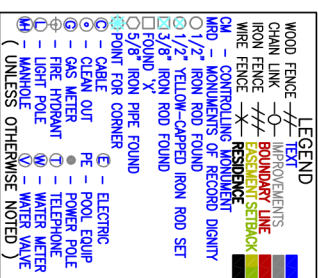 LEGEND
WOOD FENCE TEXT
CHAIN LINK IMPROVEMENTS
IRON FENCE BOUNDARY LINE
WIRE FENCE EASEMENT SETBACK
RESIDENCE
CM - CONTROLLING MONUMENT
MRD - MONUMENTS OF RECORD DIGNITY
1/2" IRON ROD FOUND
1/2" YELLOW-CAPPED IRON ROD SET
3/8" IRON ROD FOUND
FOUND 'X'
5/8" IRON PIPE FOUND
POINT FOR CORNER
C - CABLE E - ELECTRIC
CLEAN OUT PE - POOL EQUIP
G - GAS METER POWER POLE
FIRE HYDRANT T - TELEPHONE
L - LIGHT POLE W - WATER METER
MH - MANHOLE V - WATER VALVE
( UNLESS OTHERWISE NOTED )